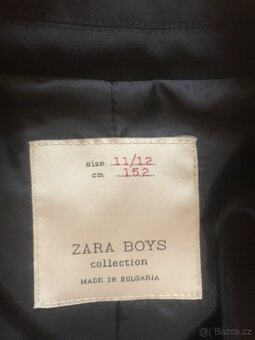 size 11/12
cm 152
ZARA BOYS
collection
MADE IN BULGARIA
Bazos.cz